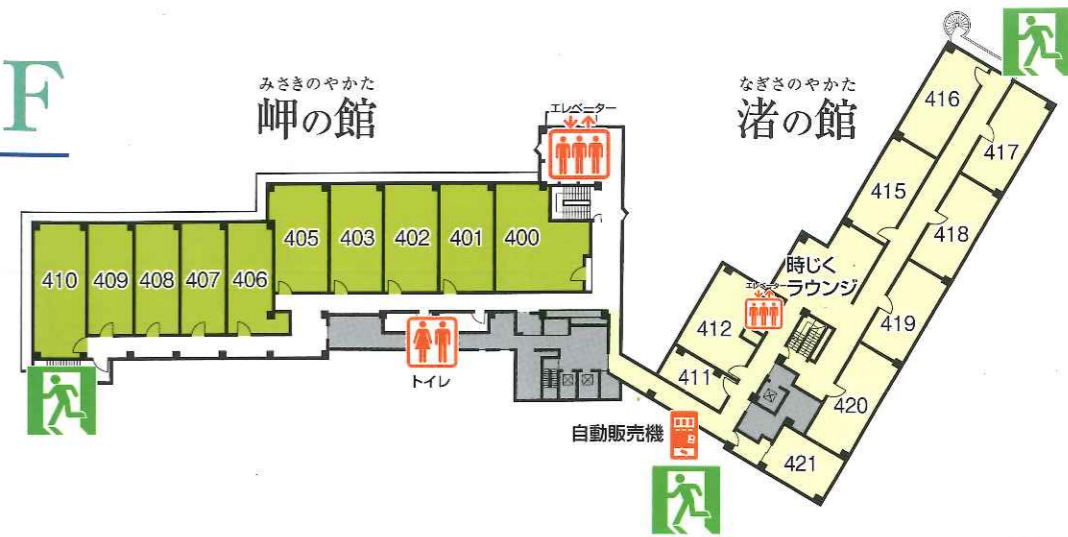 F
みさきのやかた
岬の館
なぎさのやかた
渚の館
エレベーター
416
417
415
418
405
403
402
401
400
410
409
408
407
406
時じく
ラウンジ
エレベーター
412
419
411
420
トイレ
自動販売機
421